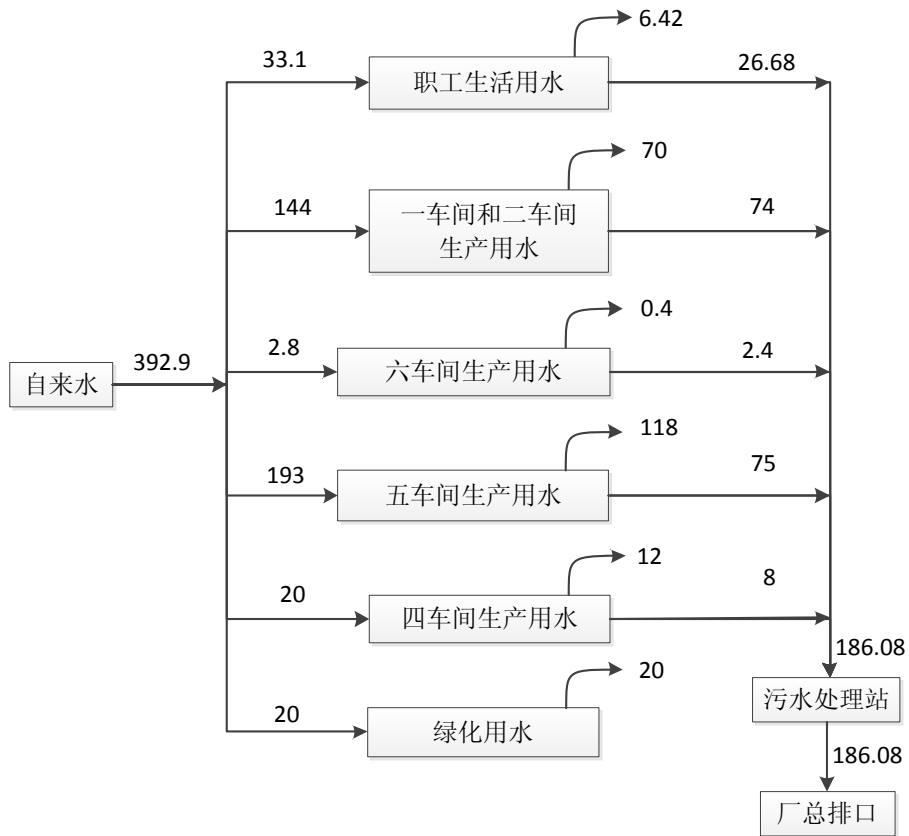 6.42
33.1
职工生活用水
26.68
70
144
一车间和二车间
生产用水
74
0.4
2.8
六车间生产用水
2.4
自来水
392.9
118
193
五车间生产用水
75
12
20
四车间生产用水
8
186.08
20
20
绿化用水
污水处理站
186.08
厂总排口